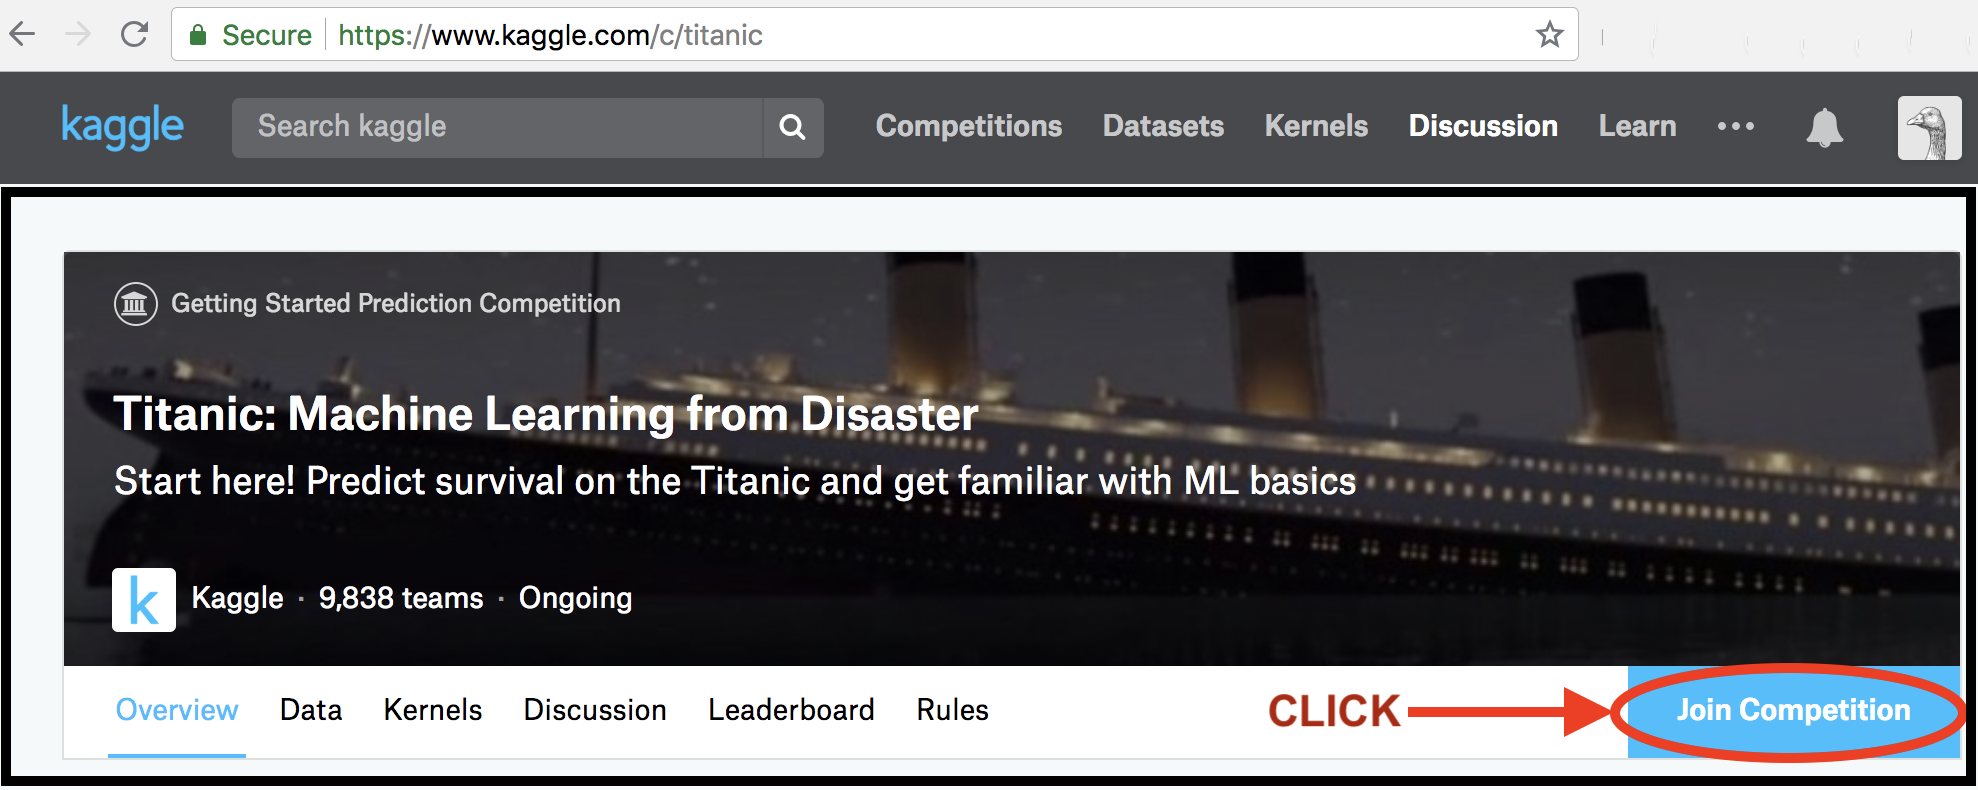 Secure https://www.kaggle.com/c/titanic
kaggle Search kaggle Competitions Datasets Kernels Discussion Learn
Getting Started Prediction Competition
Titanic: Machine Learning from Disaster
Start here! Predict survival on the Titanic and get familiar with ML basics
k Kaggle · 9,838 teams · Ongoing
Overview Data Kernels Discussion Leaderboard Rules CLICK Join Competition